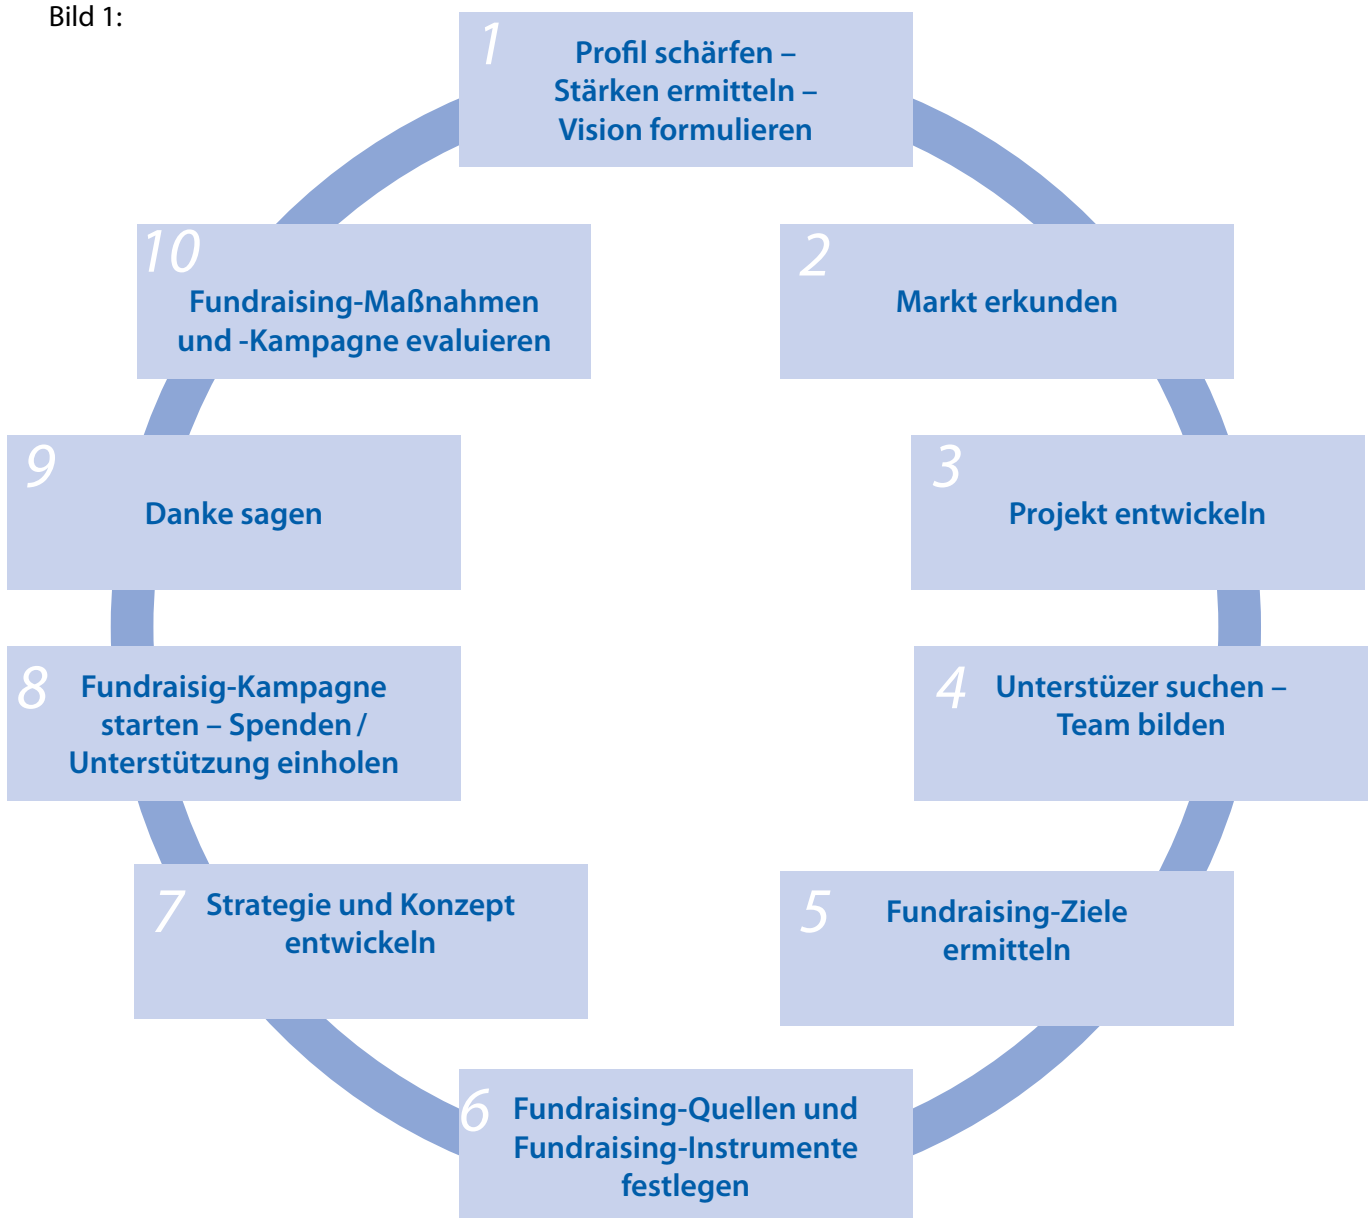 Bild 1:
1
Profil schärfen –
Stärken ermitteln –
Vision formulieren
2
Markt erkunden
3
Projekt entwickeln
4
Unterstüzer suchen –
Team bilden
5
Fundraising-Ziele
ermitteln
6
Fundraising-Quellen und
Fundraising-Instrumente
festlegen
7
Strategie und Konzept
entwickeln
8
Fundraisig-Kampagne
starten – Spenden /
Unterstützung einholen
9
Danke sagen
10
Fundraising-Maßnahmen
und -Kampagne evaluieren